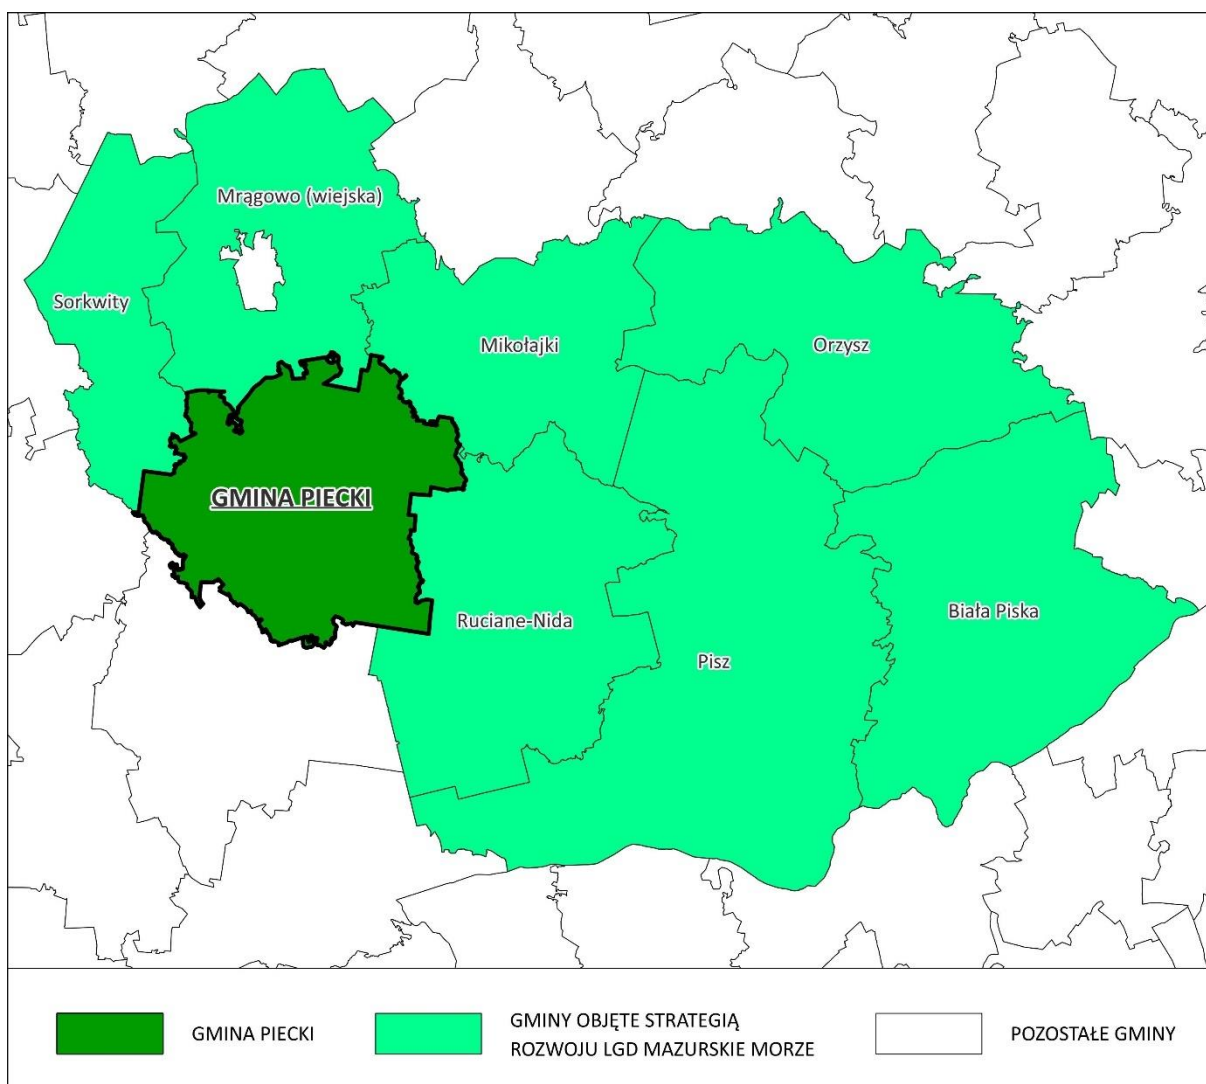 Mrągowo (wiejska)
Sorkwity
Mikołajki
Orzysz
GMINA PIECKI
Ruciane-Nida
Biała Piska
Pisz
GMINA PIECKI
GMINY OBJĘTE STRATEGIĄ
ROZWOJU LGD MAZURSKIE MORZE
POZOSTAŁE GMINY